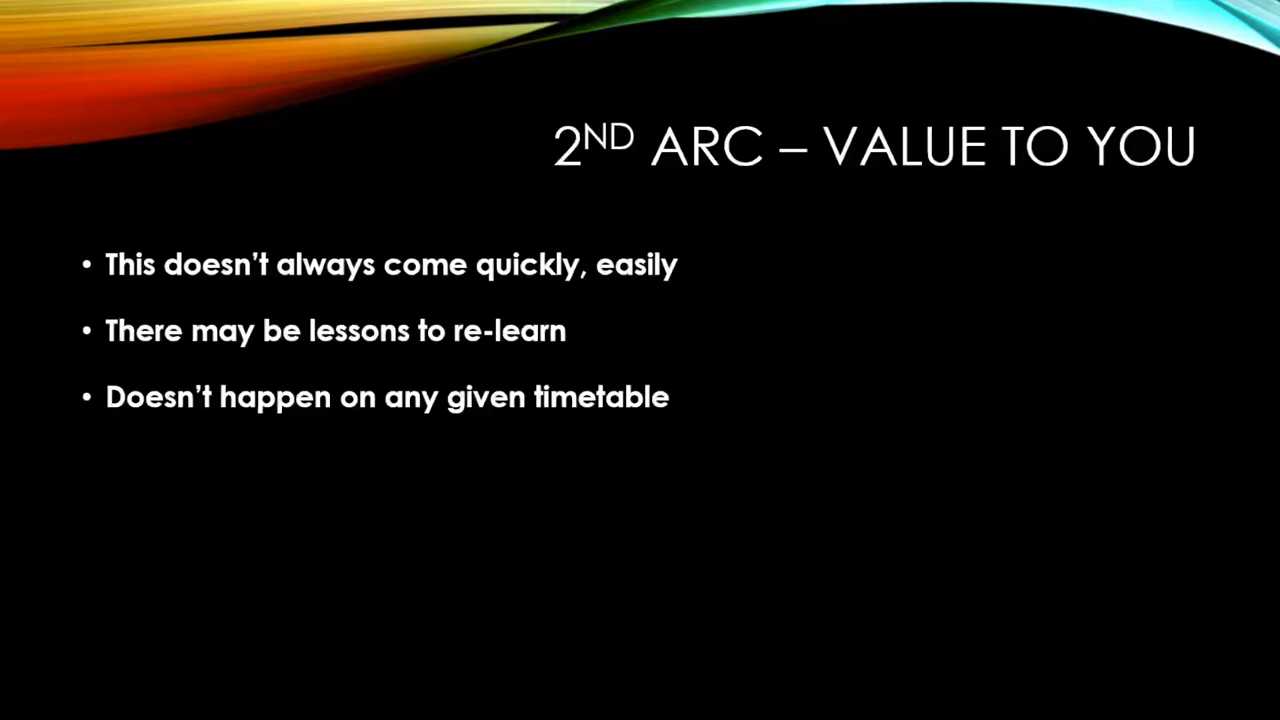 2ND ARC – VALUE TO YOU
• This doesn’t always come quickly, easily
• There may be lessons to re-learn
• Doesn’t happen on any given timetable